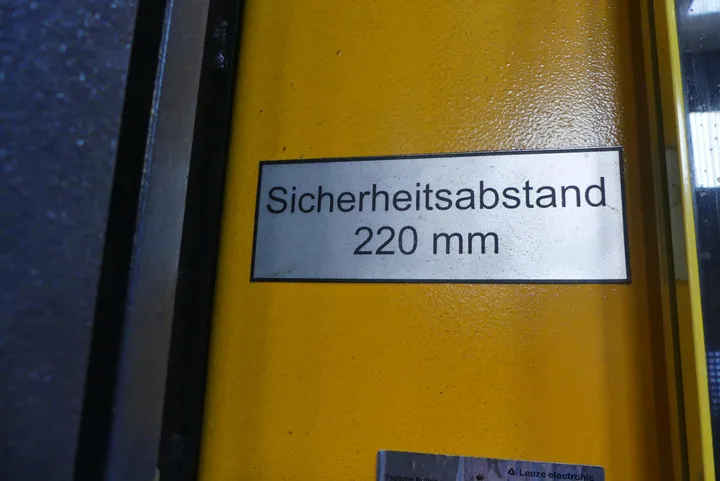 Sicherheitsabstand
220 mm
Leuze electronic